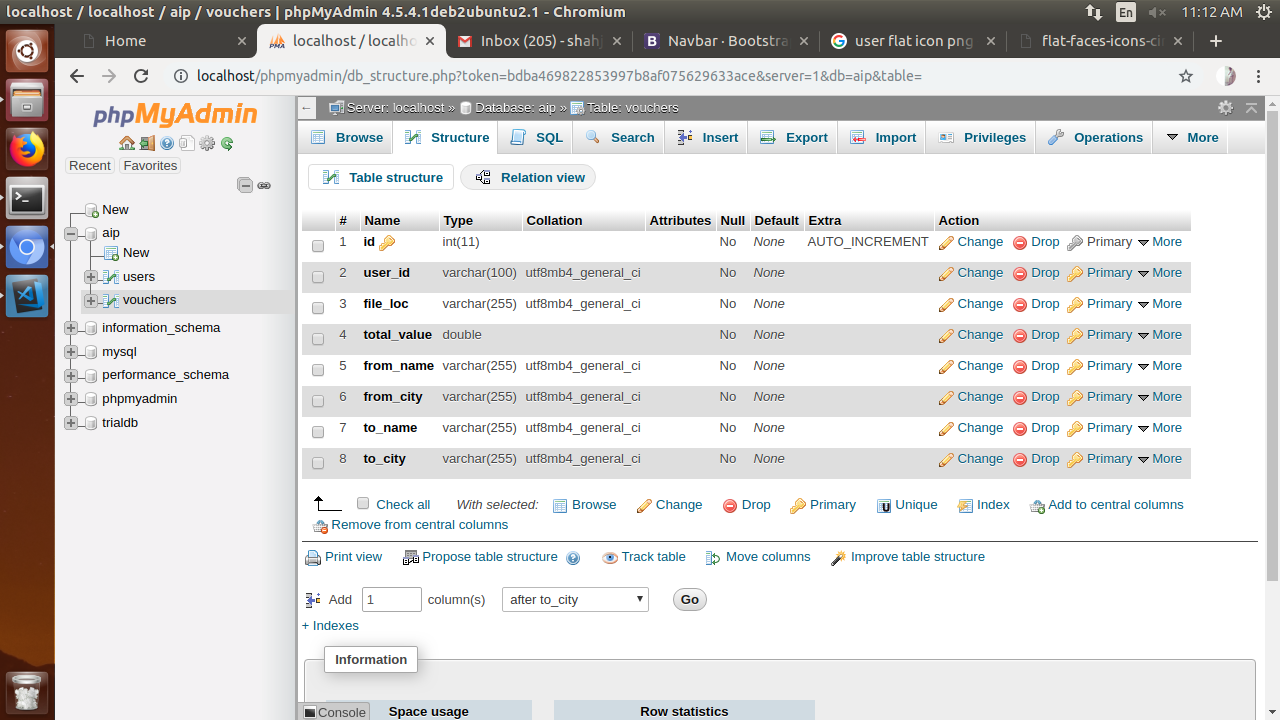 localhost / localhost / aip / vouchers | phpMyAdmin 4.5.4.1deb2ubuntu2.1 - Chromium
En 11:12 AM
Home
localhost / localho
Inbox (205) - shah
Navbar · Bootstra
user flat icon png
flat-faces-icons-ci
localhost/phpmyadmin/db_structure.php?token=bdba469822853997b8af075629633ace&server=1&db=aip&table=
phpMyAdmin
Recent Favorites
New
aip
New
users
vouchers
information_schema
mysql
performance_schema
phpmyadmin
trialdb
Server: localhost » Database: aip » Table: vouchers
Browse Structure SQL Search Insert Export Import Privileges Operations More
Table structure Relation view
# Name Type Collation Attributes Null Default Extra Action
1 id int(11) No None AUTO_INCREMENT Change Drop Primary More
2 user_id varchar(100) utf8mb4_general_ci No None Change Drop Primary More
3 file_loc varchar(255) utf8mb4_general_ci No None Change Drop Primary More
4 total_value double No None Change Drop Primary More
5 from_name varchar(255) utf8mb4_general_ci No None Change Drop Primary More
6 from_city varchar(255) utf8mb4_general_ci No None Change Drop Primary More
7 to_name varchar(255) utf8mb4_general_ci No None Change Drop Primary More
8 to_city varchar(255) utf8mb4_general_ci No None Change Drop Primary More
Check all With selected: Browse Change Drop Primary Unique Index Add to central columns
Remove from central columns
Print view Propose table structure Track table Move columns Improve table structure
Add 1 column(s) after to_city Go
+ Indexes
Information
Space usage Row statistics
Console